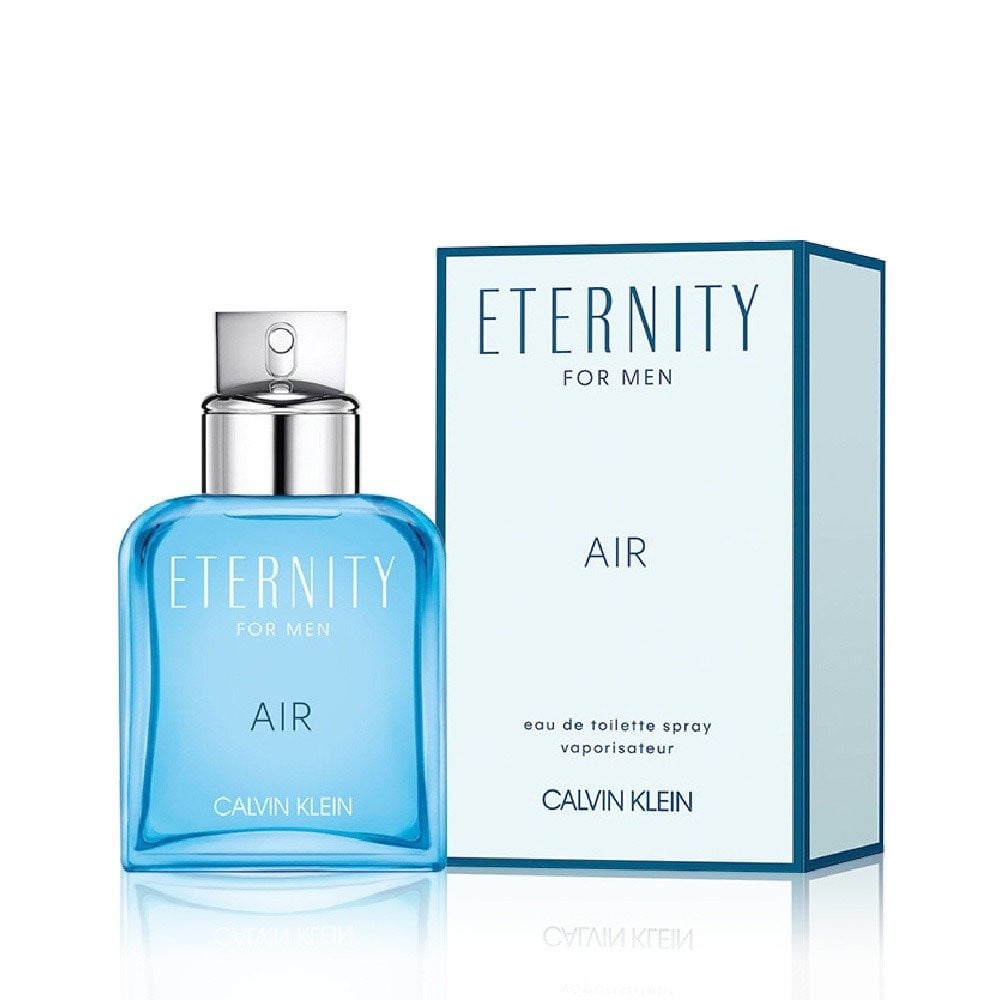 ETERNITY
FOR MEN
AIR
CALVIN KLEIN
ETERNITY
FOR MEN
AIR
eau de toilette spray
vaporisateur
CALVIN KLEIN